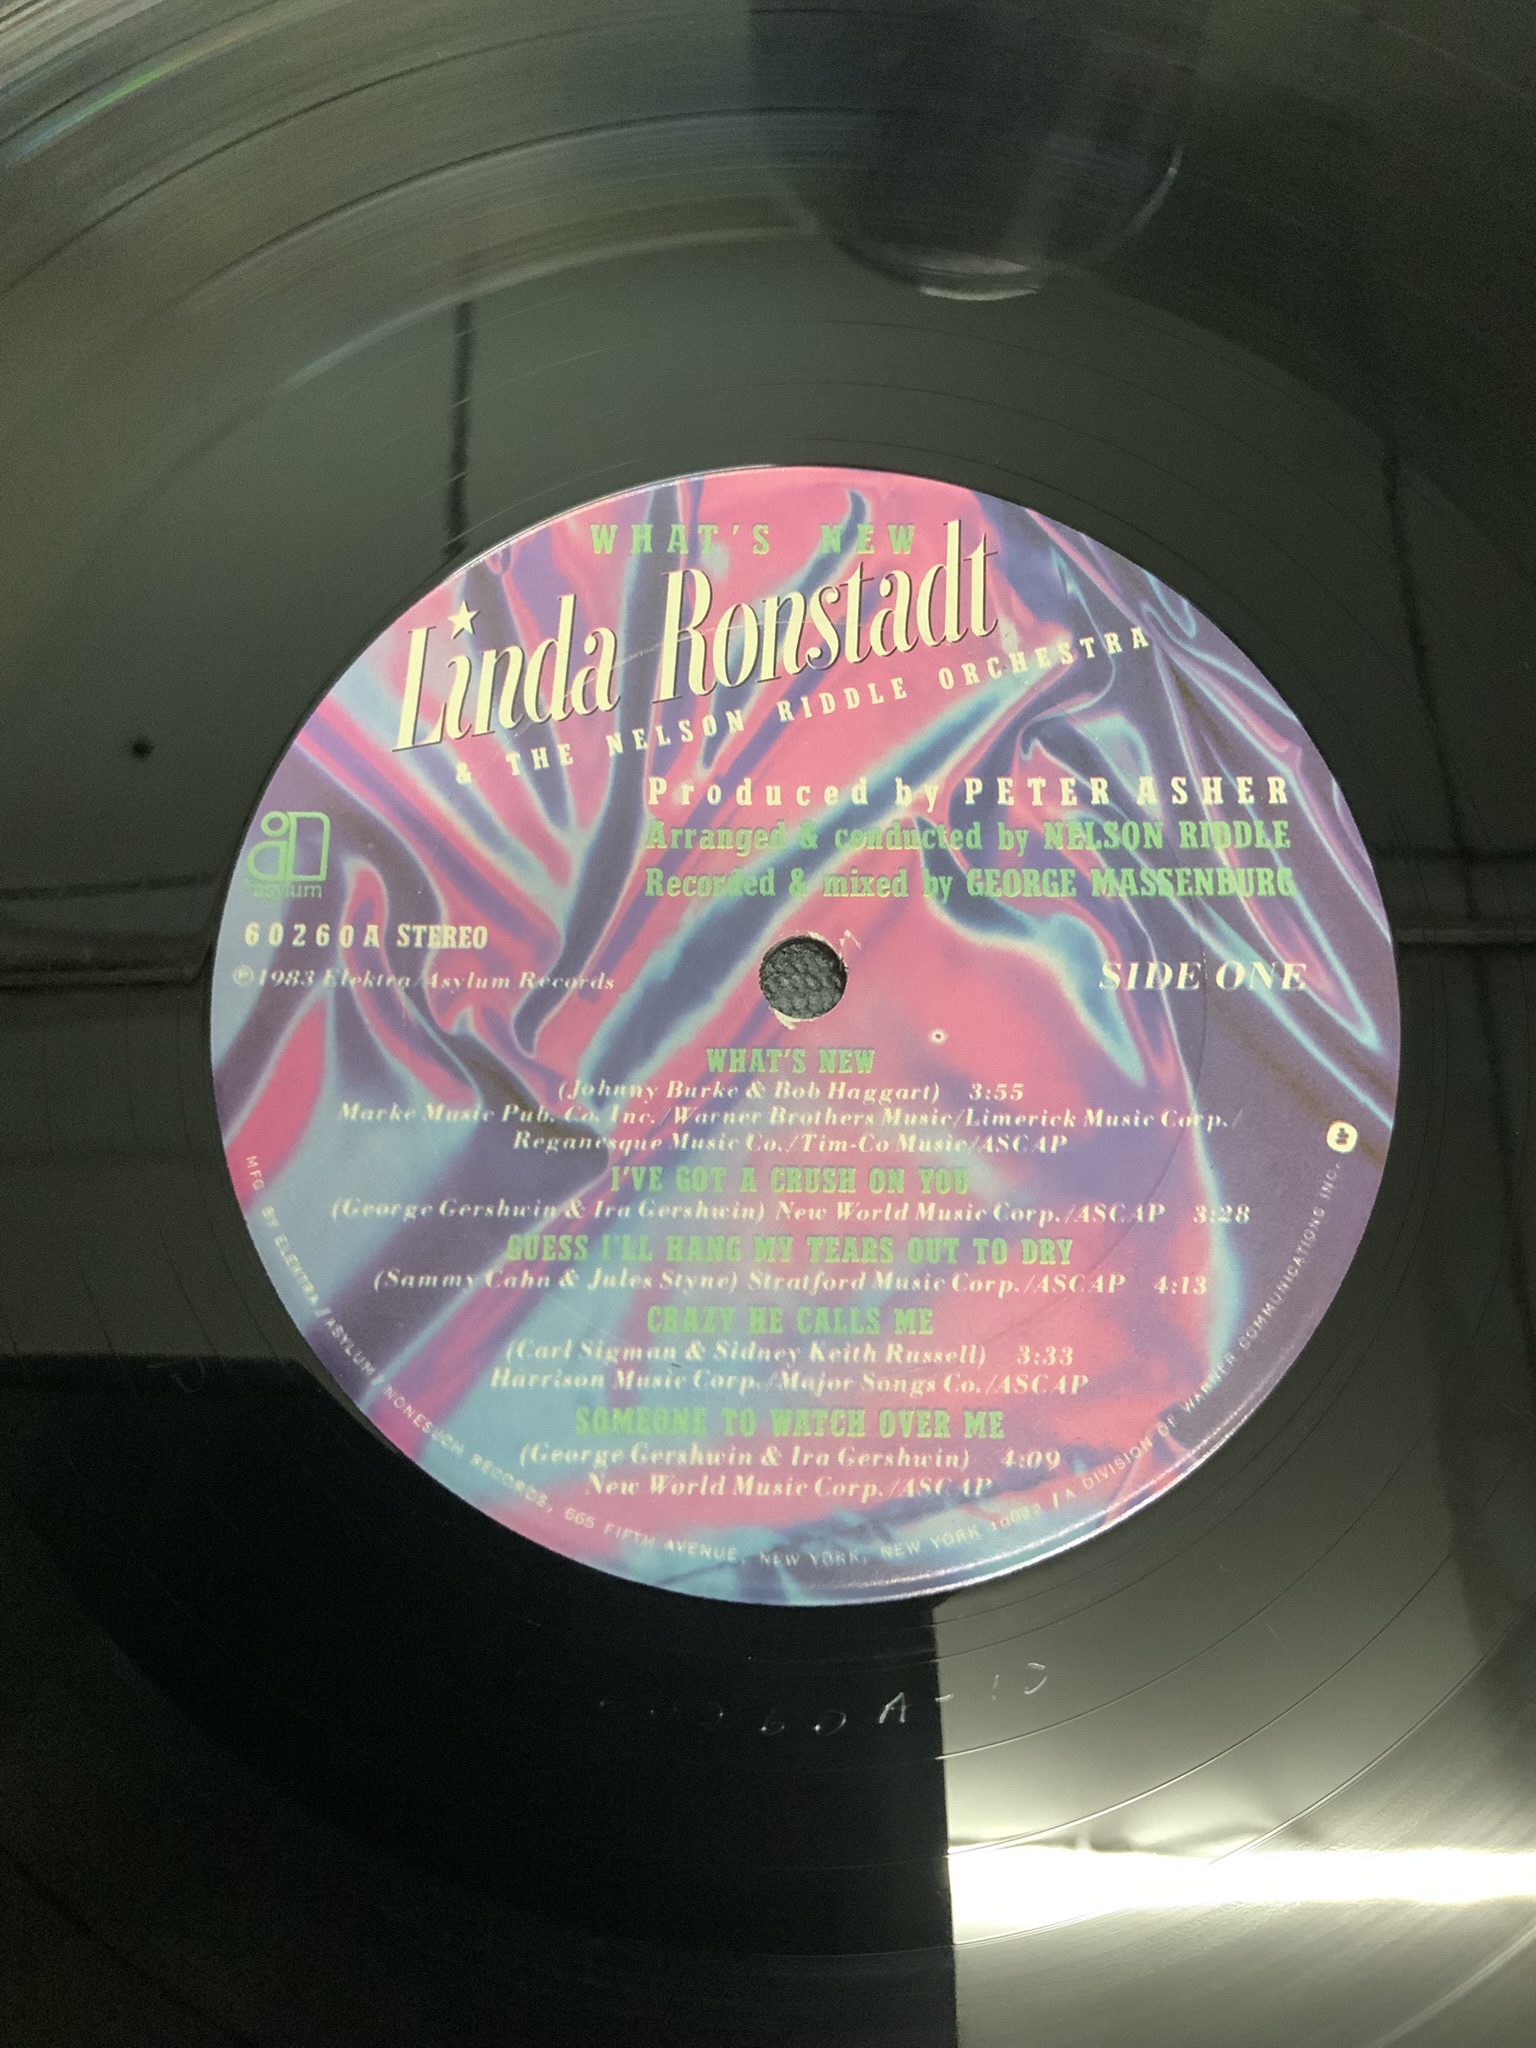 WHAT'S NEW
Linda Ronstadt
& THE NELSON RIDDLE ORCHESTRA
Produced by PETER ASHER
Arranged & conducted by NELSON RIDDLE
Recorded & mixed by GEORGE MASSENBURG
asylum
60260A STEREO
℗1983 Elektra/Asylum Records
SIDE ONE
WHAT'S NEW
(Johnny Burke & Bob Haggart) 3:55
Marke Music Pub. Co. Inc./Warner Brothers Music/Limerick Music Corp./
Reganesque Music Co./Tim-Co Music/ASCAP
I'VE GOT A CRUSH ON YOU
(George Gershwin & Ira Gershwin) New World Music Corp./ASCAP 3:28
GUESS I'LL HANG MY TEARS OUT TO DRY
(Sammy Cahn & Jules Styne) Stratford Music Corp./ASCAP 4:13
CRAZY HE CALLS ME
(Carl Sigman & Sidney Keith Russell) 3:33
Harrison Music Corp./Major Songs Co./ASCAP
SOMEONE TO WATCH OVER ME
(George Gershwin & Ira Gershwin) 4:09
New World Music Corp./ASCAP
MFG BY ELEKTRA/ASYLUM/NONESUCH RECORDS, 665 FIFTH AVENUE, NEW YORK, NEW YORK 10022 / A DIVISION OF WARNER COMMUNICATIONS INC.